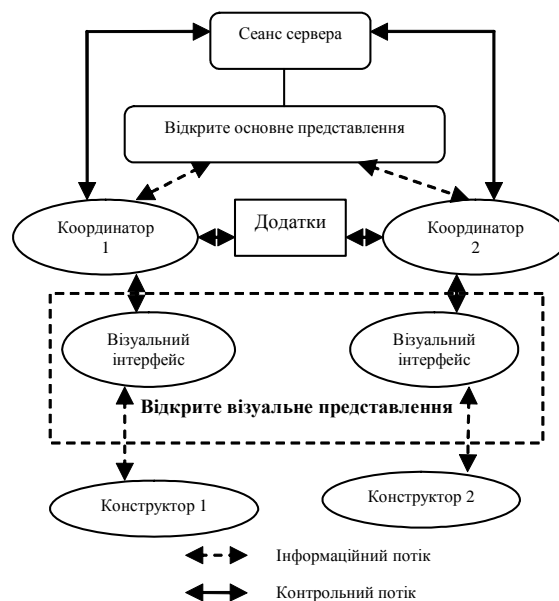 Сеанс сервера
Відкрите основне представлення
Координатор
1
Додатки
Координатор
2
Візуальний
інтерфейс
Візуальний
інтерфейс
Відкрите візуальне представлення
Конструктор 1
Конструктор 2
Інформаційний потік
Контрольний потік